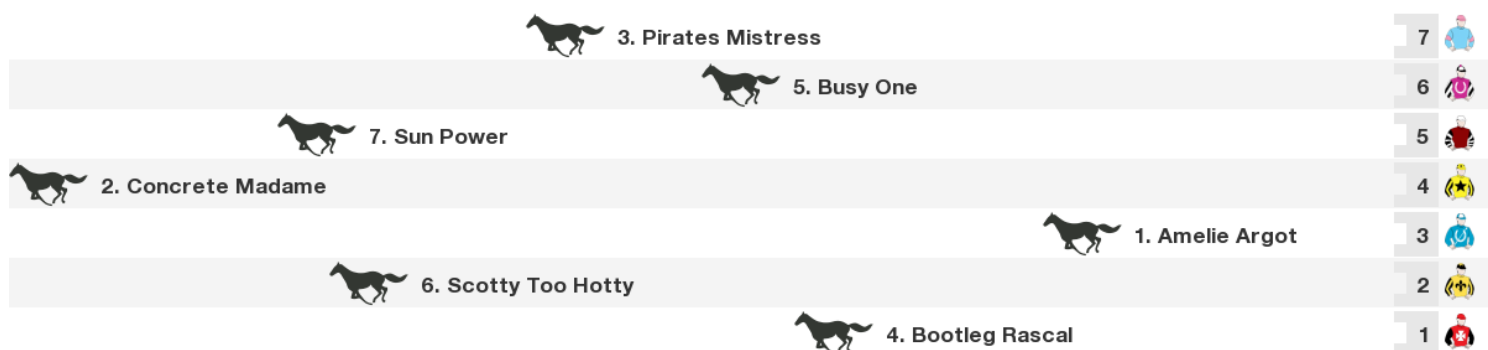 3. Pirates Mistress 7
5. Busy One 6
7. Sun Power 5
2. Concrete Madame 4
1. Amelie Argot 3
6. Scotty Too Hotty 2
4. Bootleg Rascal 1